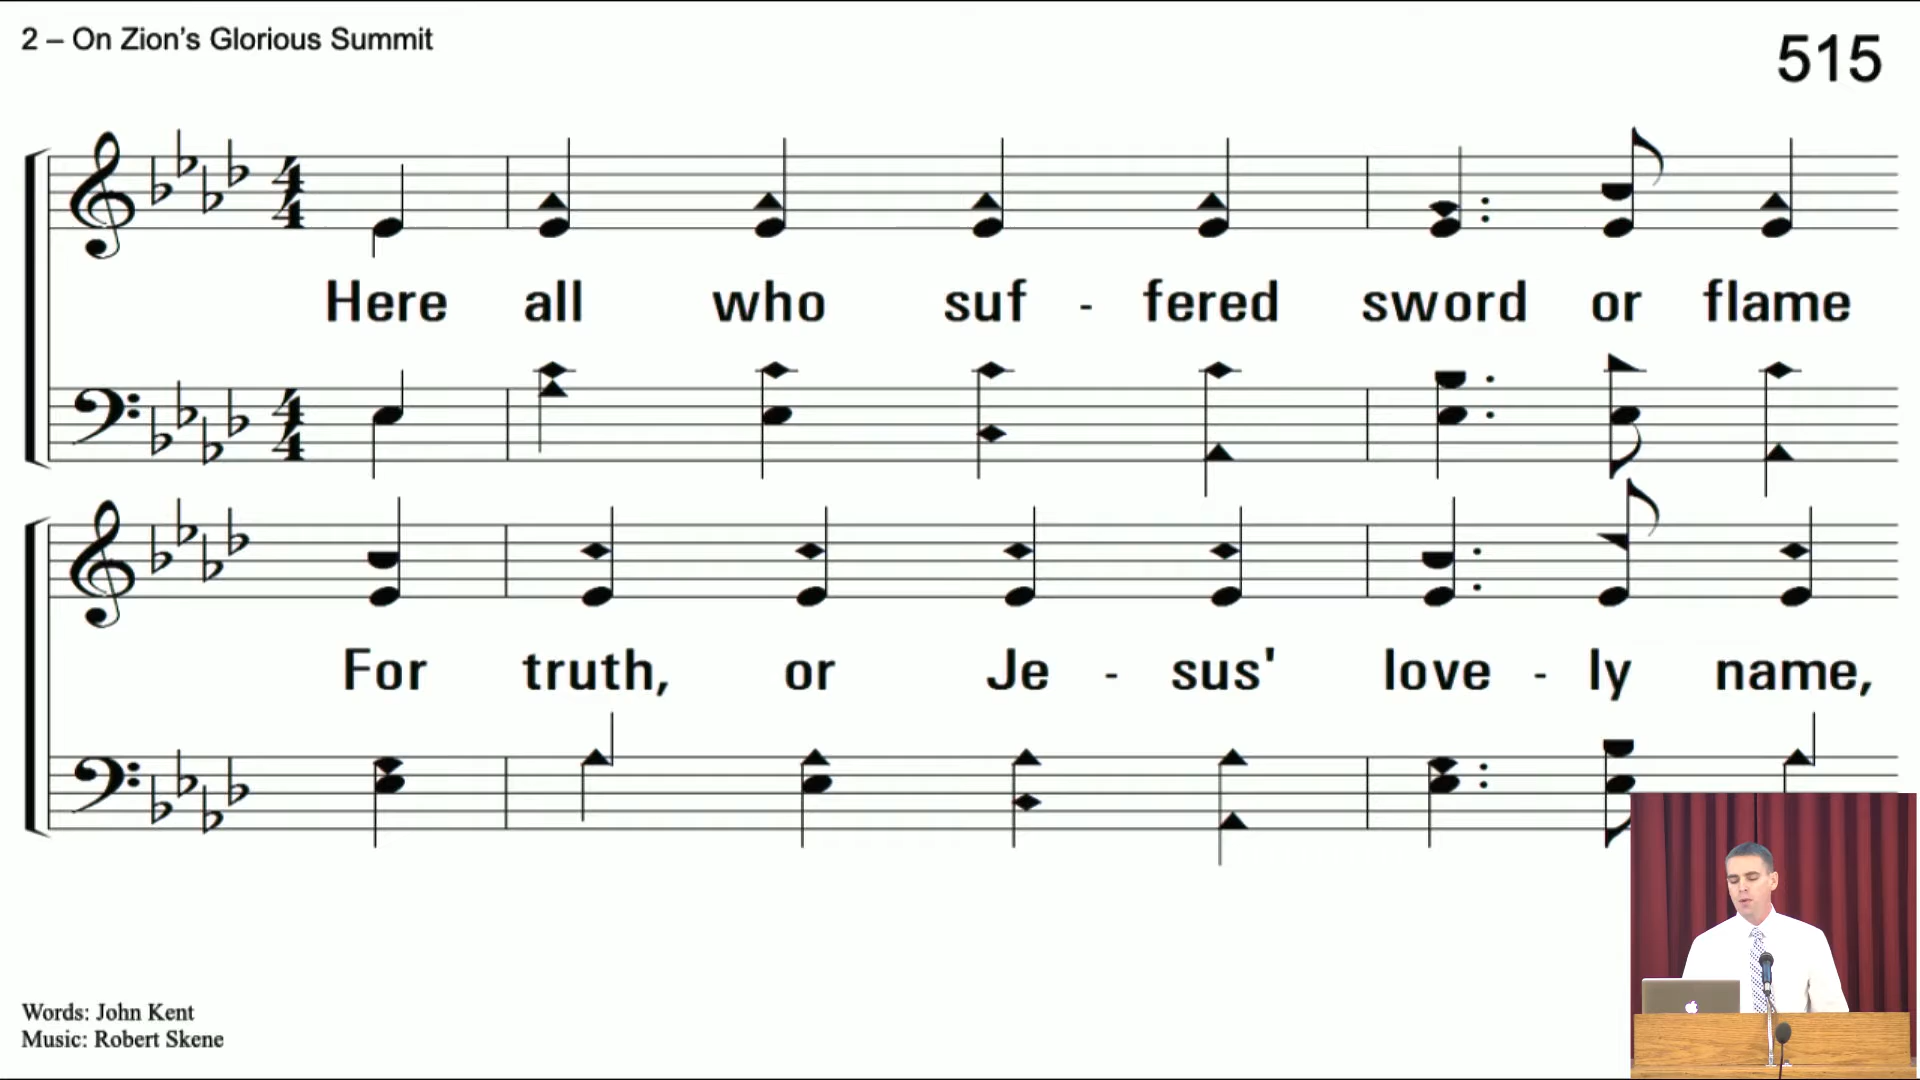 2 – On Zion's Glorious Summit
515
Here all who suf - fered sword or flame
For truth, or Je - sus' love - ly name,
Words: John Kent
Music: Robert Skene